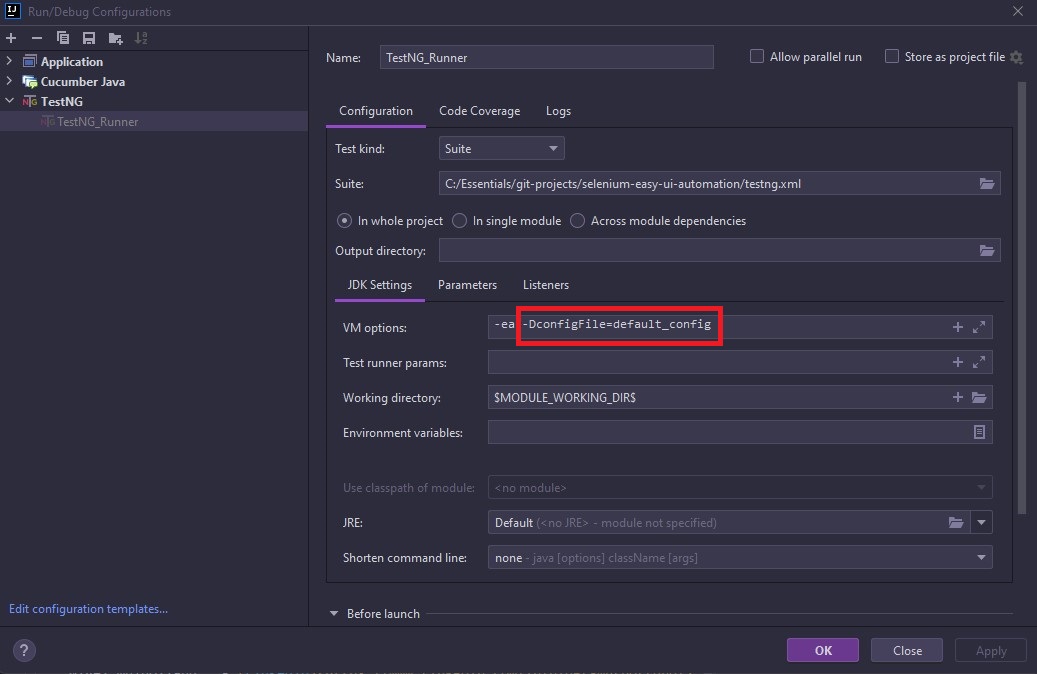 IJ
Run/Debug Configurations
Application
Cucumber Java
TestNG
TestNG_Runner
Edit configuration templates...
Name: TestNG_Runner Allow parallel run Store as project file
Configuration Code Coverage Logs
Test kind: Suite
Suite: C:/Essentials/git-projects/selenium-easy-ui-automation/testng.xml
In whole project In single module Across module dependencies
Output directory:
JDK Settings Parameters Listeners
VM options: -ea -DconfigFile=default_config
Test runner params:
Working directory: $MODULE_WORKING_DIR$
Environment variables:
Use classpath of module: <no module>
JRE: Default (<no JRE> - module not specified)
Shorten command line: none - java [options] className [args]
Before launch
? OK Close Apply